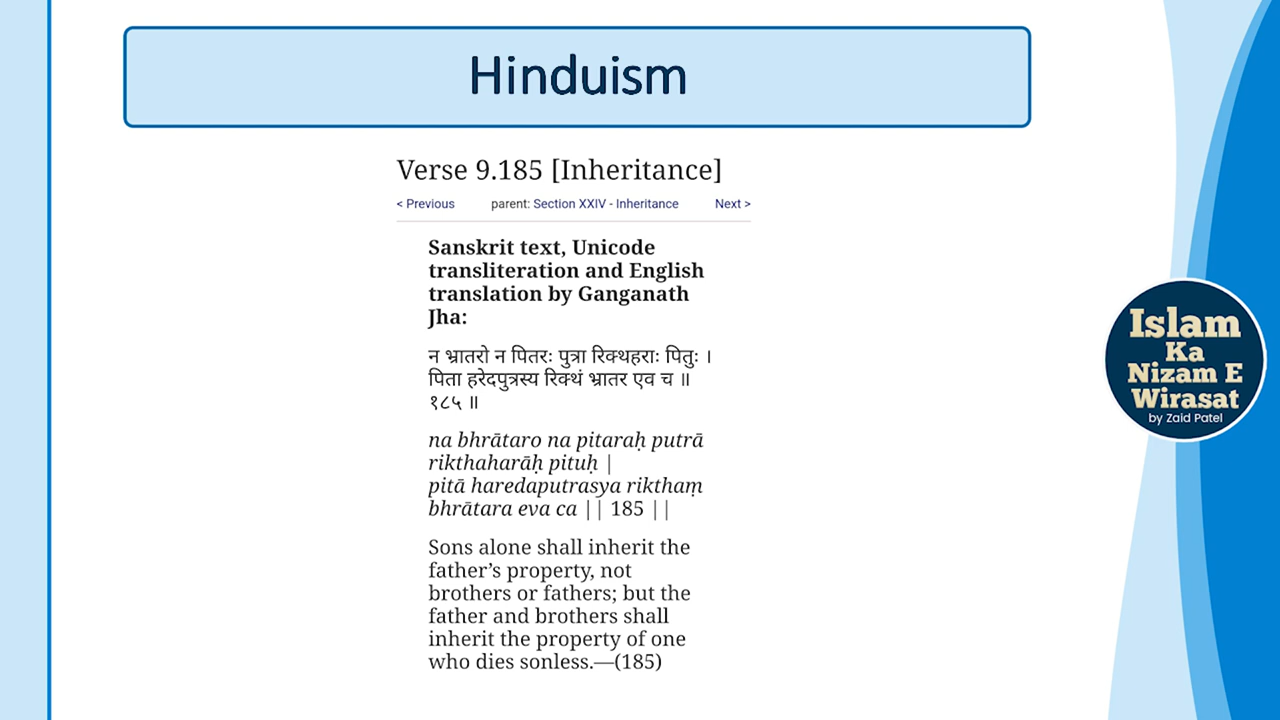 Hinduism
Verse 9.185 [Inheritance]
< Previous parent: Section XXIV - Inheritance Next >
Sanskrit text, Unicode
transliteration and English
translation by Ganganath
Jha:
न भ्रातरो न पितरः पुत्रा रिक्थहराः पितुः ।
पिता हरेदपुत्रस्य रिक्थं भ्रातर एव च ॥
१८५ ॥
na bhrātaro na pitaraḥ putrā
rikthaharāḥ pituḥ |
pitā haredaputrasya rikthaṃ
bhrātara eva ca || 185 ||
Sons alone shall inherit the
father’s property, not
brothers or fathers; but the
father and brothers shall
inherit the property of one
who dies sonless.—(185)
Islam
Ka
Nizam E
Wirasat
by Zaid Patel